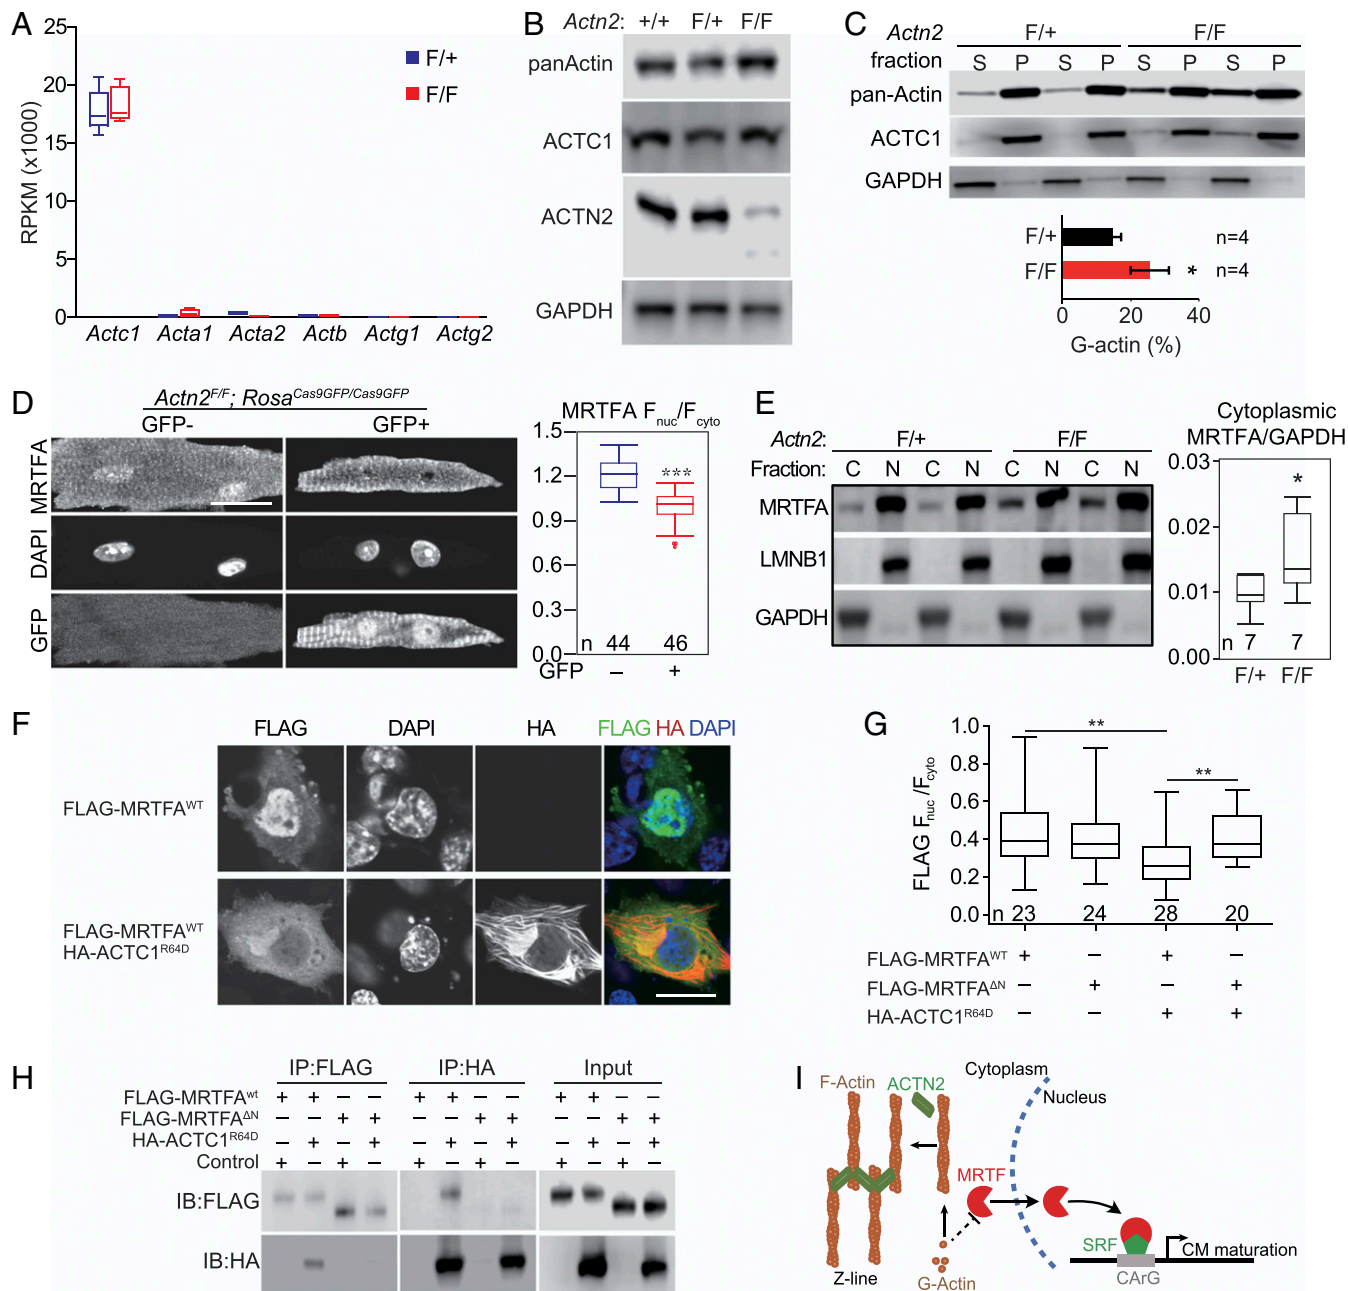 A
25
20
15
10
5
0
RPKM (x1000)
F/+
F/F
Actc1 Acta1 Acta2 Actb Actg1 Actg2
B
Actn2: +/+ F/+ F/F
panActin
ACTC1
ACTN2
GAPDH
C
Actn2 F/+ F/F
fraction S P S P S P S P
pan-Actin
ACTC1
GAPDH
F/+ n=4
F/F * n=4
0 20 40
G-actin (%)
D
Actn2F/F; RosaCas9GFP/Cas9GFP
GFP- GFP+
MRTFA
DAPI
GFP
MRTFA Fnuc/Fcyto
1.5
1.2
0.9
0.6
0.3
0.0
***
n 44 46
GFP – +
E
Actn2: F/+ F/F
Fraction: C N C N C N C N
MRTFA
LMNB1
GAPDH
Cytoplasmic
MRTFA/GAPDH
0.03
0.02
0.01
0.00
*
n 7 7
F/+ F/F
F
FLAG DAPI HA FLAG HA DAPI
FLAG-MRTFAWT
FLAG-MRTFAWT
HA-ACTC1R64D
G
FLAG Fnuc/Fcyto
1.0
0.8
0.6
0.4
0.2
0.0
** **
n 23 24 28 20
FLAG-MRTFAWT + – + –
FLAG-MRTFAΔN – + – +
HA-ACTC1R64D – – + +
H
IP:FLAG IP:HA Input
FLAG-MRTFAwt + + – – + + – – + + – –
FLAG-MRTFAΔN – – + + – – + + – – + +
HA-ACTC1R64D – + – + – + – + – + – +
Control + – + – + – + – + – + –
IB:FLAG
IB:HA
I
Cytoplasm
Nucleus
F-Actin ACTN2
MRTF
SRF
CM maturation
CArG
Z-line
G-Actin